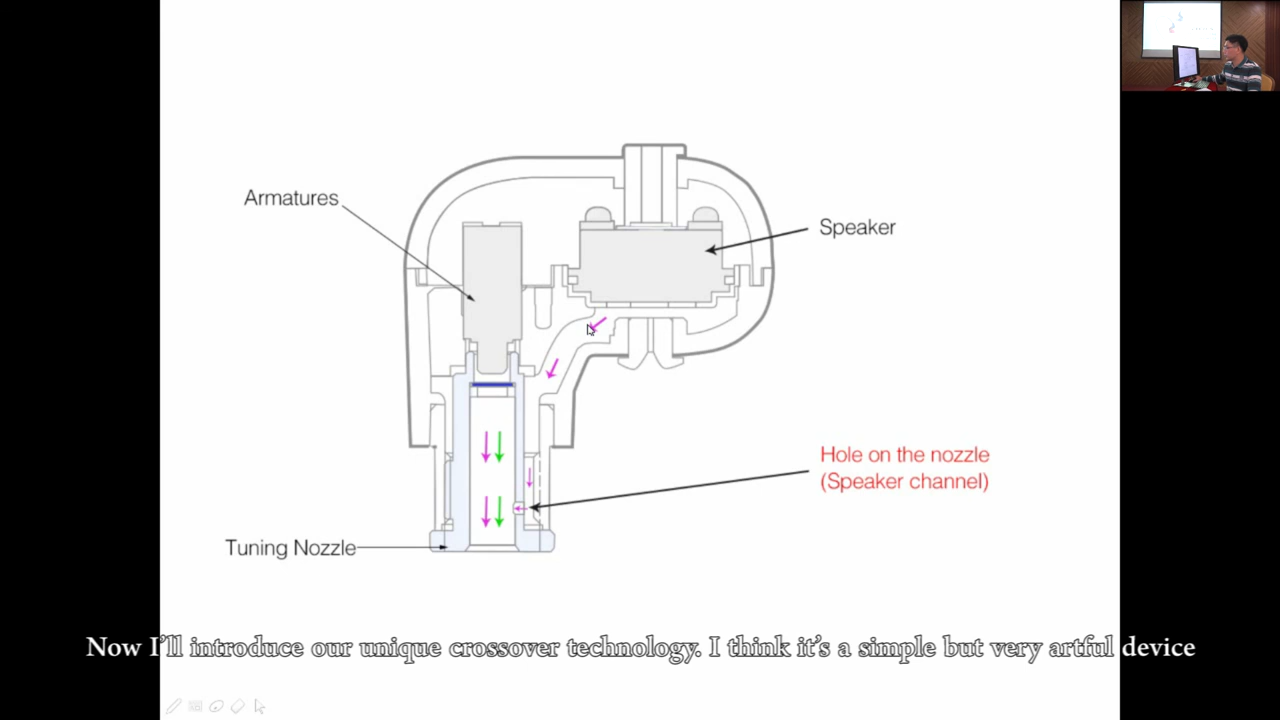 Armatures
Speaker
Hole on the nozzle
(Speaker channel)
Tuning Nozzle
Now I'll introduce our unique crossover technology. I think it's a simple but very artful device